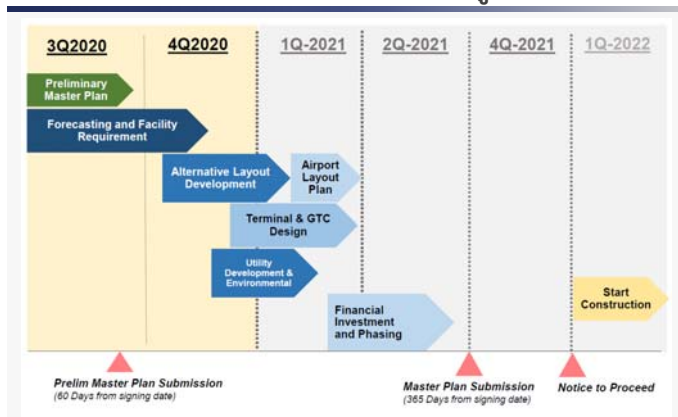 3Q2020 4Q2020 1Q-2021 2Q-2021 4Q-2021 1Q-2022
Preliminary
Master Plan
Forecasting and Facility
Requirement
Alternative Layout
Development
Airport
Layout
Plan
Terminal & GTC
Design
Utility
Development &
Environmental
Financial
Investment
and Phasing
Start
Construction
Prelim Master Plan Submission
(60 Days from signing date)
Master Plan Submission
(365 Days from signing date)
Notice to Proceed